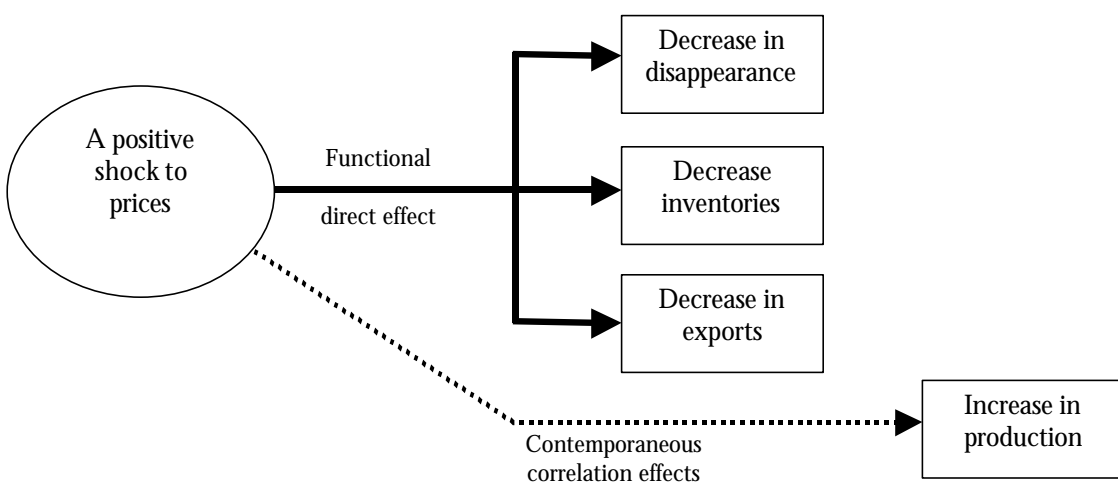 A positive
shock to
prices
Functional
direct effect
Decrease in
disappearance
Decrease
inventories
Decrease in
exports
Contemporaneous
correlation effects
Increase in
production